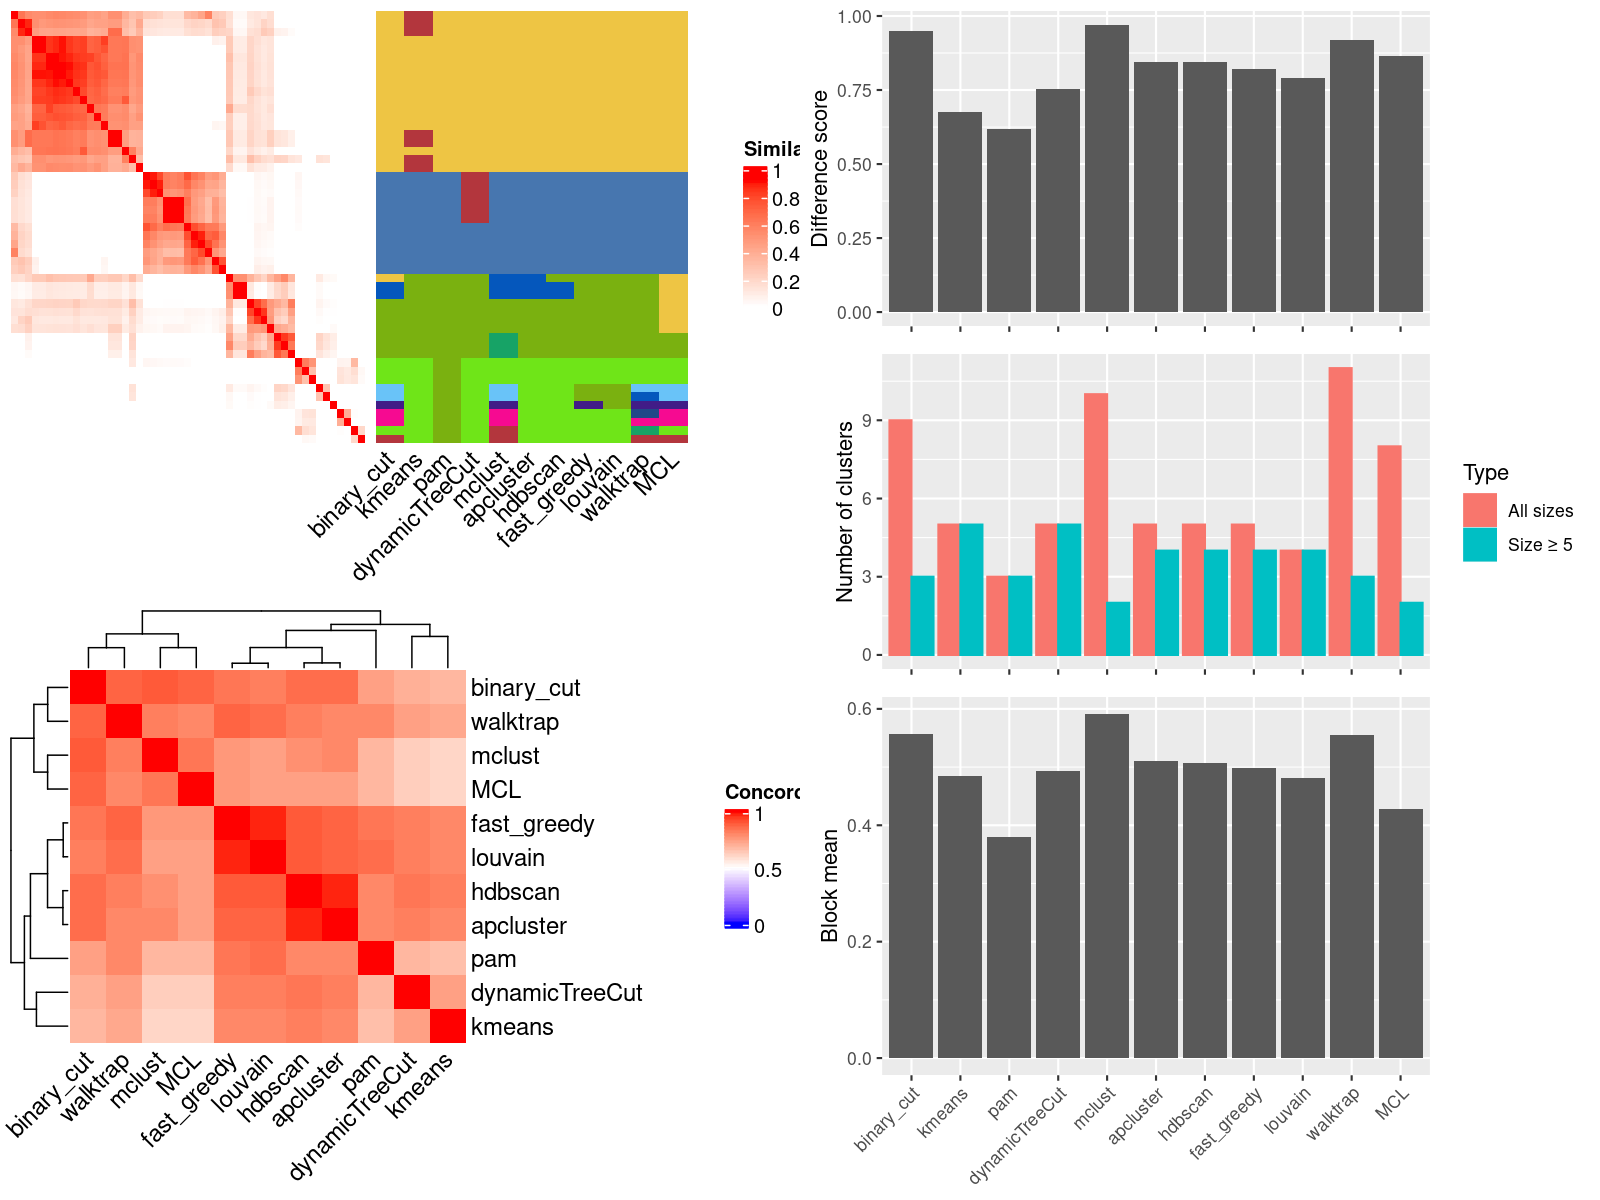 Simila
1
0.8
0.6
0.4
0.2
0
binary_cut
kmeans
pam
dynamicTreeCut
mclust
apcluster
hdbscan
fast_greedy
louvain
walktrap
MCL
binary_cut
walktrap
mclust
MCL
fast_greedy
louvain
hdbscan
apcluster
pam
dynamicTreeCut
kmeans
binary_cut
walktrap
mclust
MCL
fast_greedy
louvain
hdbscan
apcluster
pam
dynamicTreeCut
kmeans
Concord
1
0.5
0
Difference score
1.00
0.75
0.50
0.25
0.00
Number of clusters
9
6
3
0
Type
All sizes
Size ≥ 5
Block mean
0.6
0.4
0.2
0.0
binary_cut
kmeans
pam
dynamicTreeCut
mclust
apcluster
hdbscan
fast_greedy
louvain
walktrap
MCL